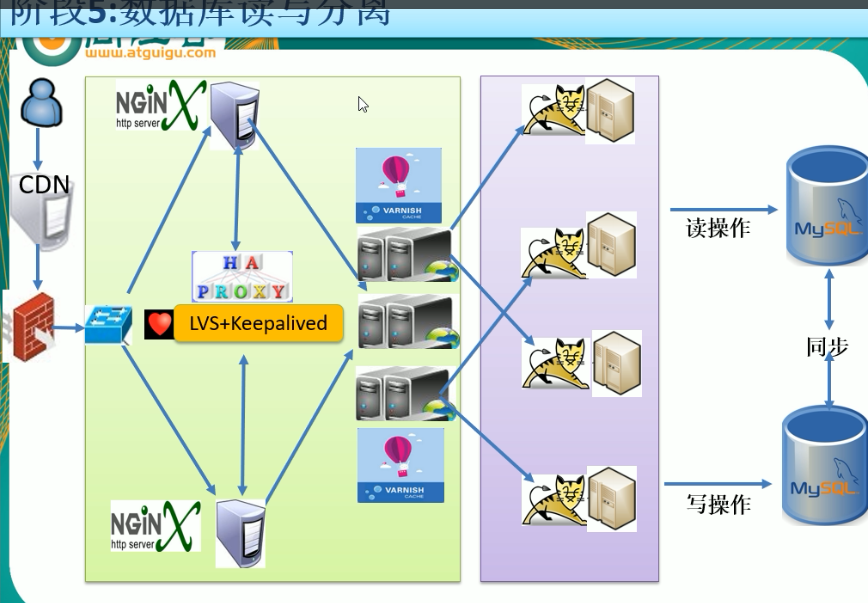 阶段5:数据库读与分离
www.atguigu.com
NGiNX
http server
CDN
VARNISH
CACHE
HA
PROXY
LVS+Keepalived
读操作
MySQL
同步
NGiNX
http server
VARNISH
CACHE
写操作
MySQL